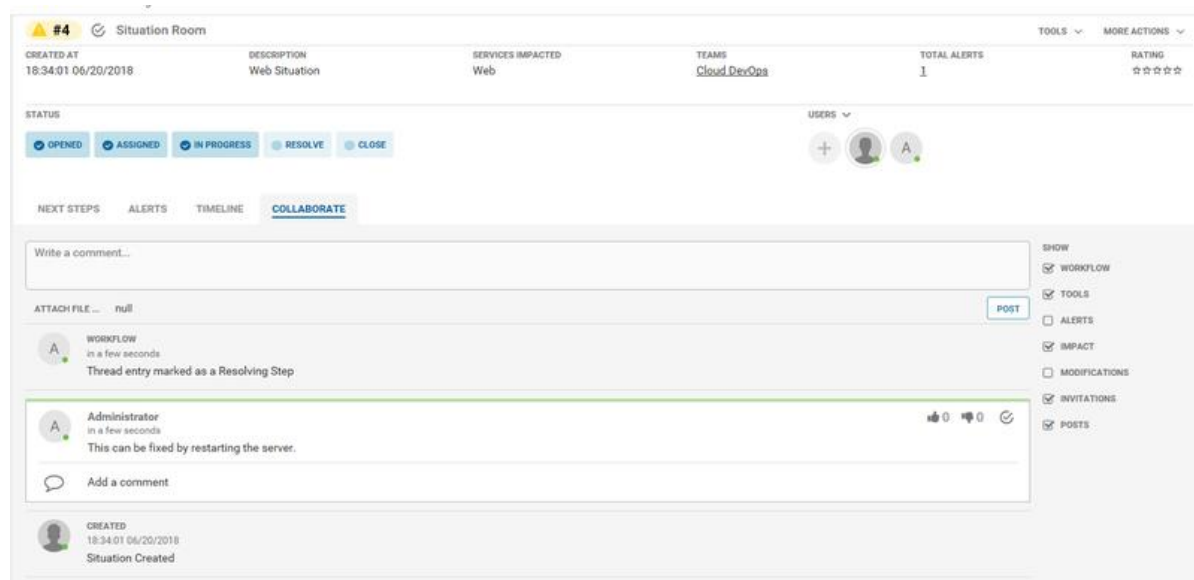 #4 Situation Room TOOLS MORE ACTIONS
CREATED AT DESCRIPTION SERVICES IMPACTED TEAMS TOTAL ALERTS RATING
18:34:01 06/20/2018 Web Situation Web Cloud DevOps 1
STATUS USERS
OPENED ASSIGNED IN PROGRESS RESOLVE CLOSE + A
NEXT STEPS ALERTS TIMELINE COLLABORATE
Write a comment... SHOW
WORKFLOW
TOOLS
ATTACH FILE ... null POST
ALERTS
WORKFLOW
A in a few seconds IMPACT
Thread entry marked as a Resolving Step MODIFICATIONS
INVITATIONS
Administrator 0 0
A in a few seconds POSTS
This can be fixed by restarting the server.
Add a comment
CREATED
18:34:01 06/20/2018
Situation Created